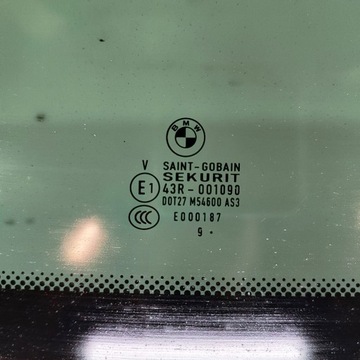 BMW
V SAINT-GOBAIN
SEKURIT
E1 43R-001090
DOT27 M54600 AS3
CCC E000187
9 .